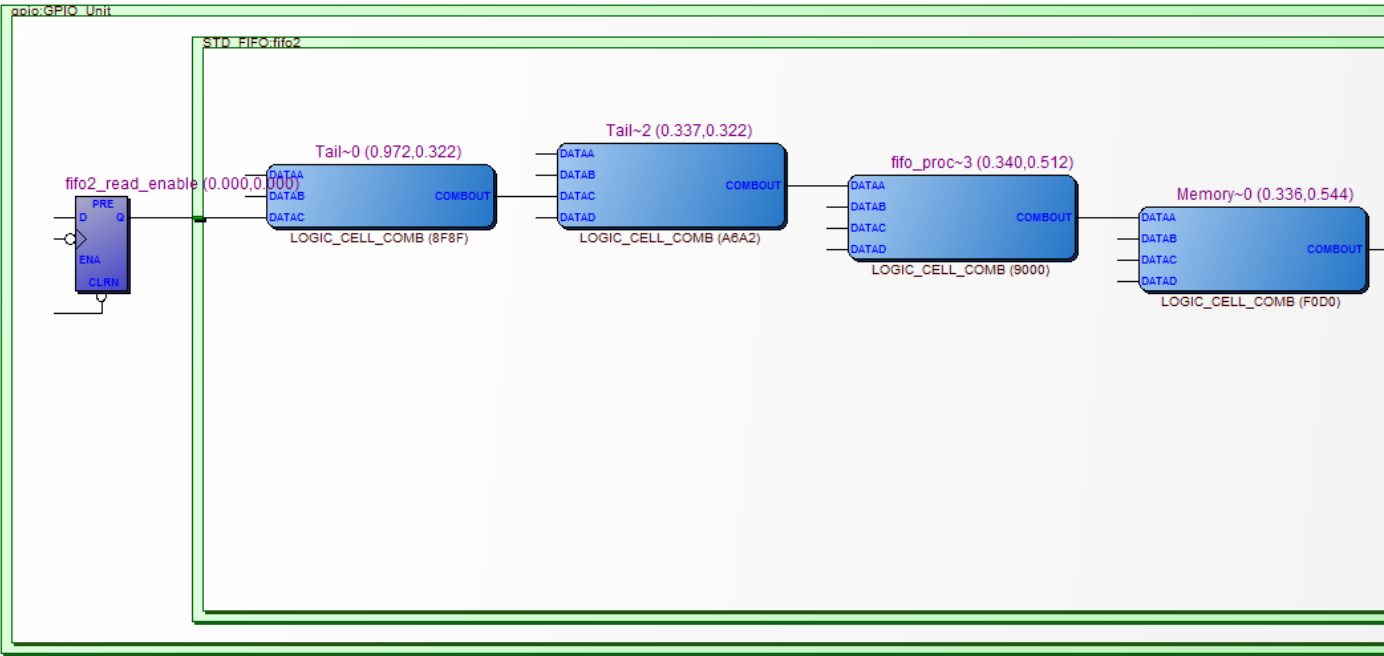 gpio:GPIO_Unit
STD_FIFO:fifo2
fifo2_read_enable (0.000,0.000)
PRE
D
Q
ENA
CLRN
Tail~0 (0.972,0.322)
DATAA
DATAB
DATAC
COMBOUT
LOGIC_CELL_COMB (8F8F)
Tail~2 (0.337,0.322)
DATAA
DATAB
DATAC
DATAD
COMBOUT
LOGIC_CELL_COMB (A6A2)
fifo_proc~3 (0.340,0.512)
DATAA
DATAB
DATAC
DATAD
COMBOUT
LOGIC_CELL_COMB (9000)
Memory~0 (0.336,0.544)
DATAA
DATAB
DATAC
DATAD
COMBOUT
LOGIC_CELL_COMB (F0D0)